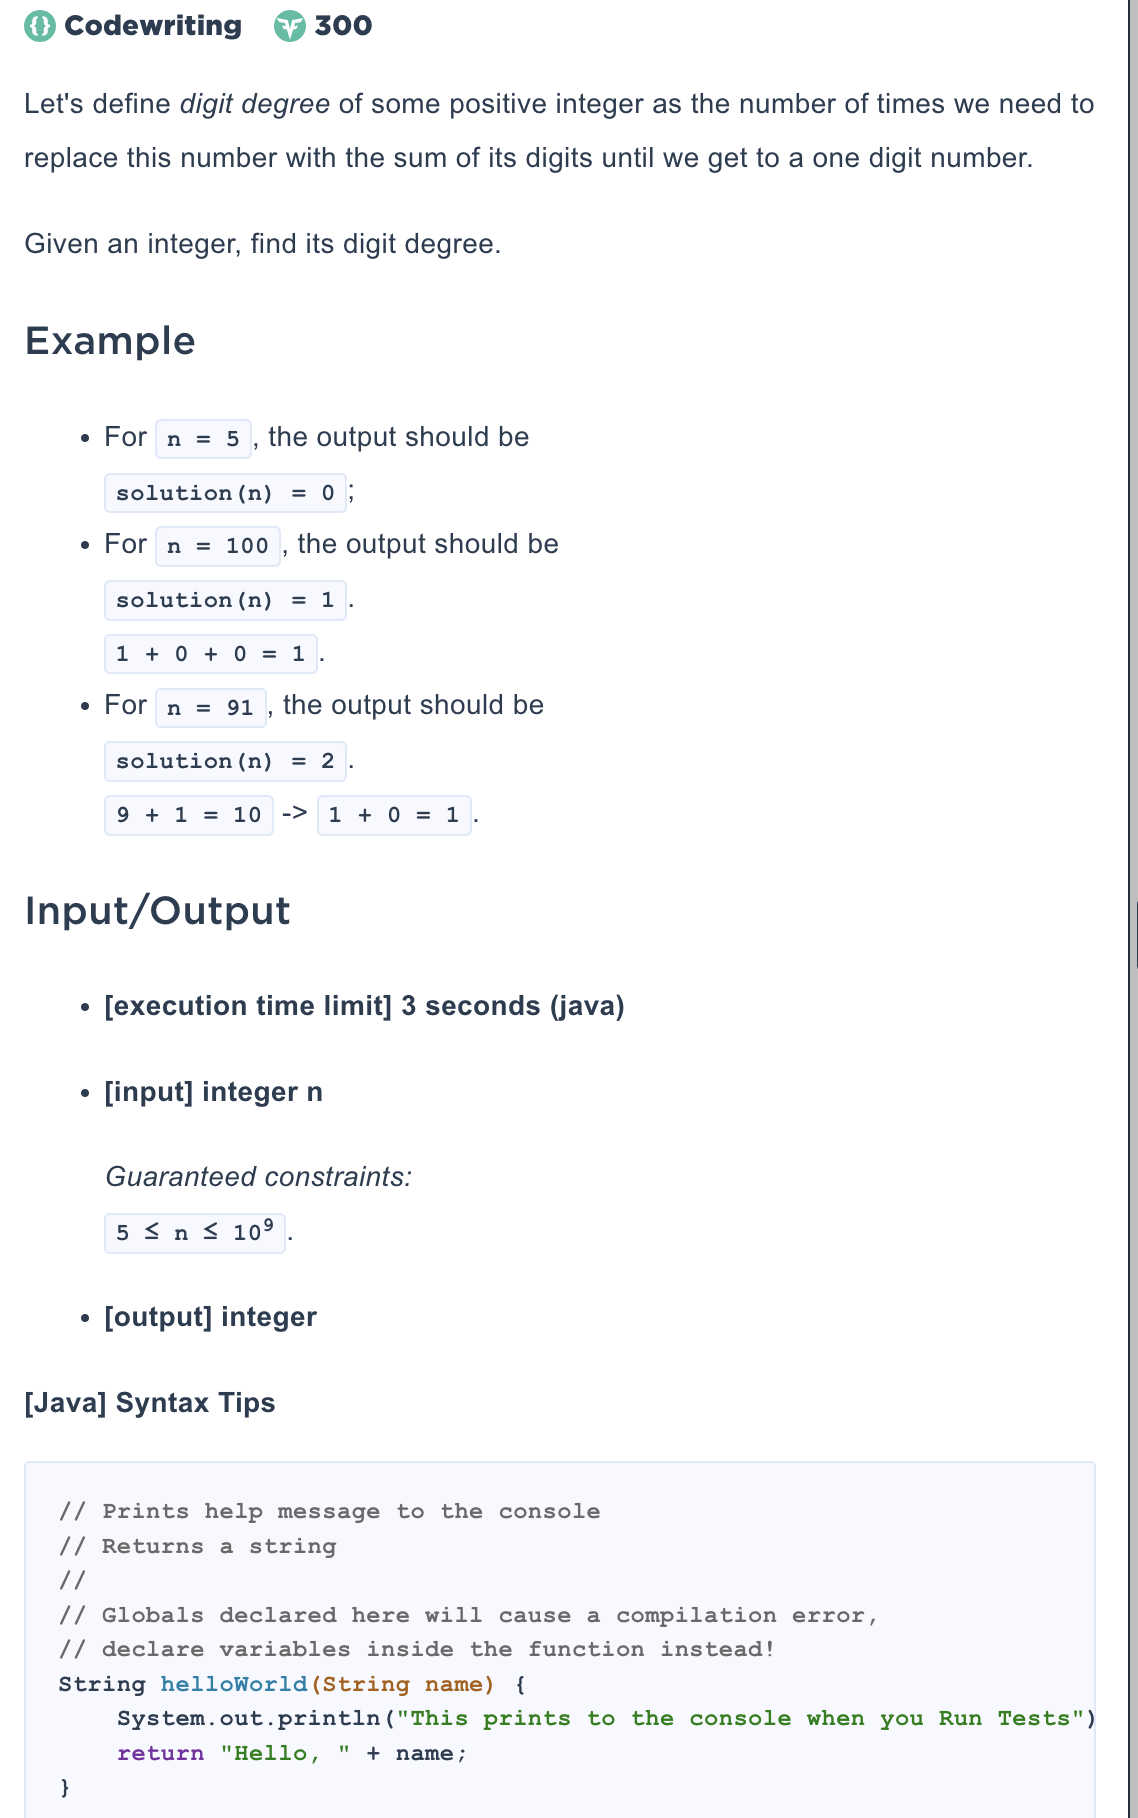 Codewriting 300
Let's define digit degree of some positive integer as the number of times we need to
replace this number with the sum of its digits until we get to a one digit number.
Given an integer, find its digit degree.
Example
• For n = 5, the output should be
solution(n) = 0;
• For n = 100, the output should be
solution(n) = 1.
1 + 0 + 0 = 1.
• For n = 91, the output should be
solution(n) = 2.
9 + 1 = 10 -> 1 + 0 = 1.
Input/Output
• [execution time limit] 3 seconds (java)
• [input] integer n
Guaranteed constraints:
5 ≤ n ≤ 10⁹.
• [output] integer
[Java] Syntax Tips
// Prints help message to the console
// Returns a string
//
// Globals declared here will cause a compilation error,
// declare variables inside the function instead!
String helloWorld(String name) {
    System.out.println("This prints to the console when you Run Tests")
    return "Hello, " + name;
}